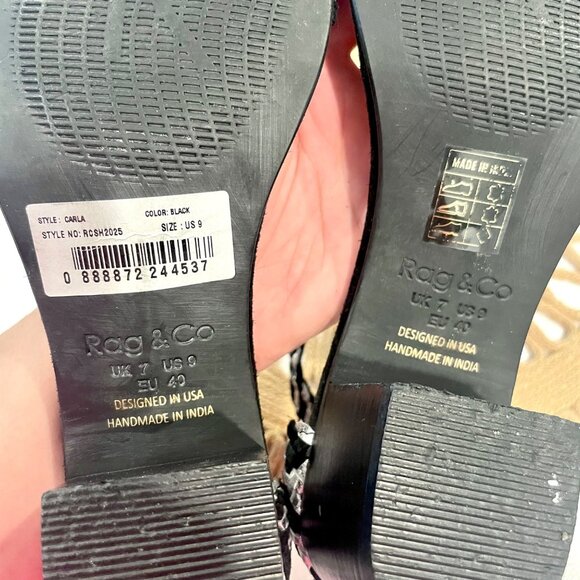 STYLE: CARLA COLOR: BLACK
STYLE NO: RCSH2025 SIZE: US 9
0 888872 244537
Rag & Co
UK 7 US 9
EU 40
DESIGNED IN USA
HANDMADE IN INDIA
MADE IN
Rag & Co
UK 7 US 9
EU 40
DESIGNED IN USA
HANDMADE IN INDIA